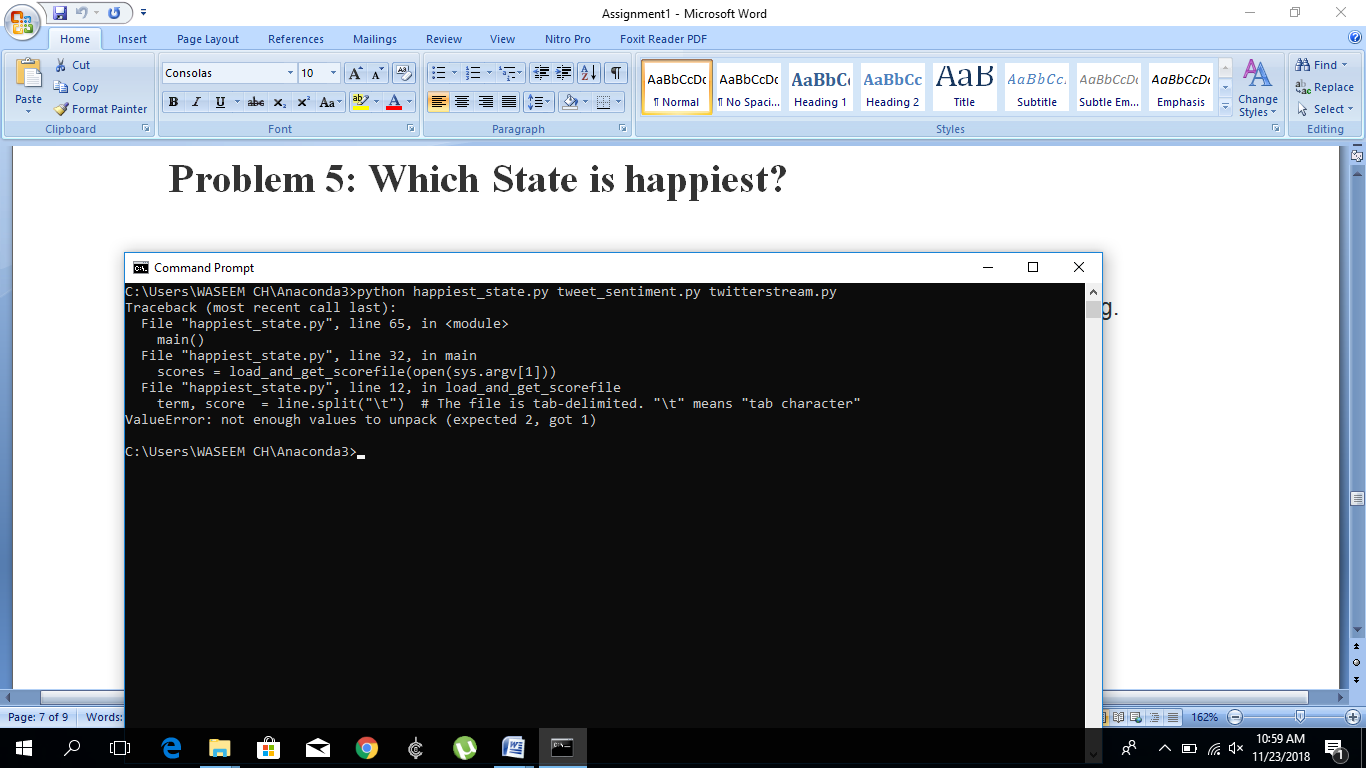 Assignment1 - Microsoft Word
Home Insert Page Layout References Mailings Review View Nitro Pro Foxit Reader PDF
Paste
Cut
Copy
Format Painter
Clipboard
Consolas 10
B I U abc x₂ x² Aa
Font
Paragraph
AaBbCcDc AaBbCcDc AaBbCc AaBbCc AaB AaBbCc. AaBbCcDc AaBbCcDc
¶ Normal ¶ No Spaci... Heading 1 Heading 2 Title Subtitle Subtle Em... Emphasis
Change Styles
Styles
Find
Replace
Select
Editing
Problem 5: Which State is happiest?
g.
Command Prompt
C:\Users\WASEEM CH\Anaconda3>python happiest_state.py tweet_sentiment.py twitterstream.py
Traceback (most recent call last):
  File "happiest_state.py", line 65, in <module>
    main()
  File "happiest_state.py", line 32, in main
    scores = load_and_get_scorefile(open(sys.argv[1]))
  File "happiest_state.py", line 12, in load_and_get_scorefile
    term, score  = line.split("\t")  # The file is tab-delimited. "\t" means "tab character"
ValueError: not enough values to unpack (expected 2, got 1)
C:\Users\WASEEM CH\Anaconda3>
Page: 7 of 9 Words: 162%
10:59 AM
11/23/2018
1